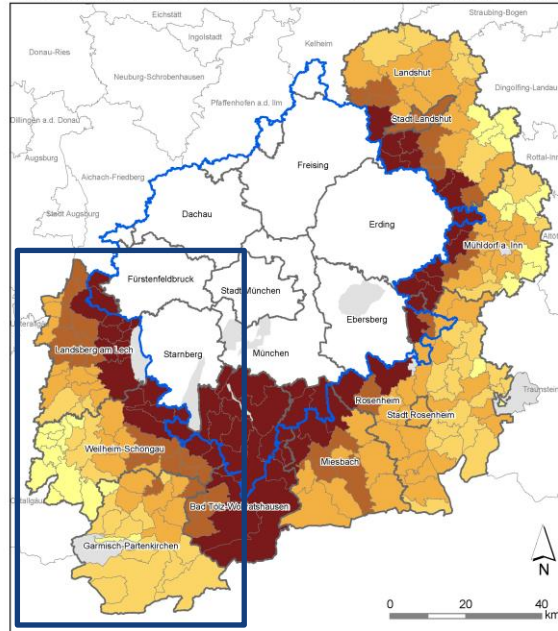 Eichstätt
Straubing-Bogen
Donau-Ries
Ingolstadt
Kelheim
Neuburg-Schrobenhausen
Landshut
Pfaffenhofen a.d. Ilm
Dingolfing-Landau
Dillingen a.d. Donau
Stadt Landshut
Augsburg
Aichach-Friedberg
Freising
Rottal-Inn
Stadt Augsburg
Dachau
Erding
Mühldorf a. Inn
Fürstenfeldbruck
Stadt München
Ebersberg
Landsberg am Lech
Starnberg
München
Traunstein
Rosenheim
Stadt Rosenheim
Weilheim-Schongau
Miesbach
Bad Tölz-Wolfratshausen
Garmisch-Partenkirchen
N
0 10 20 40
km